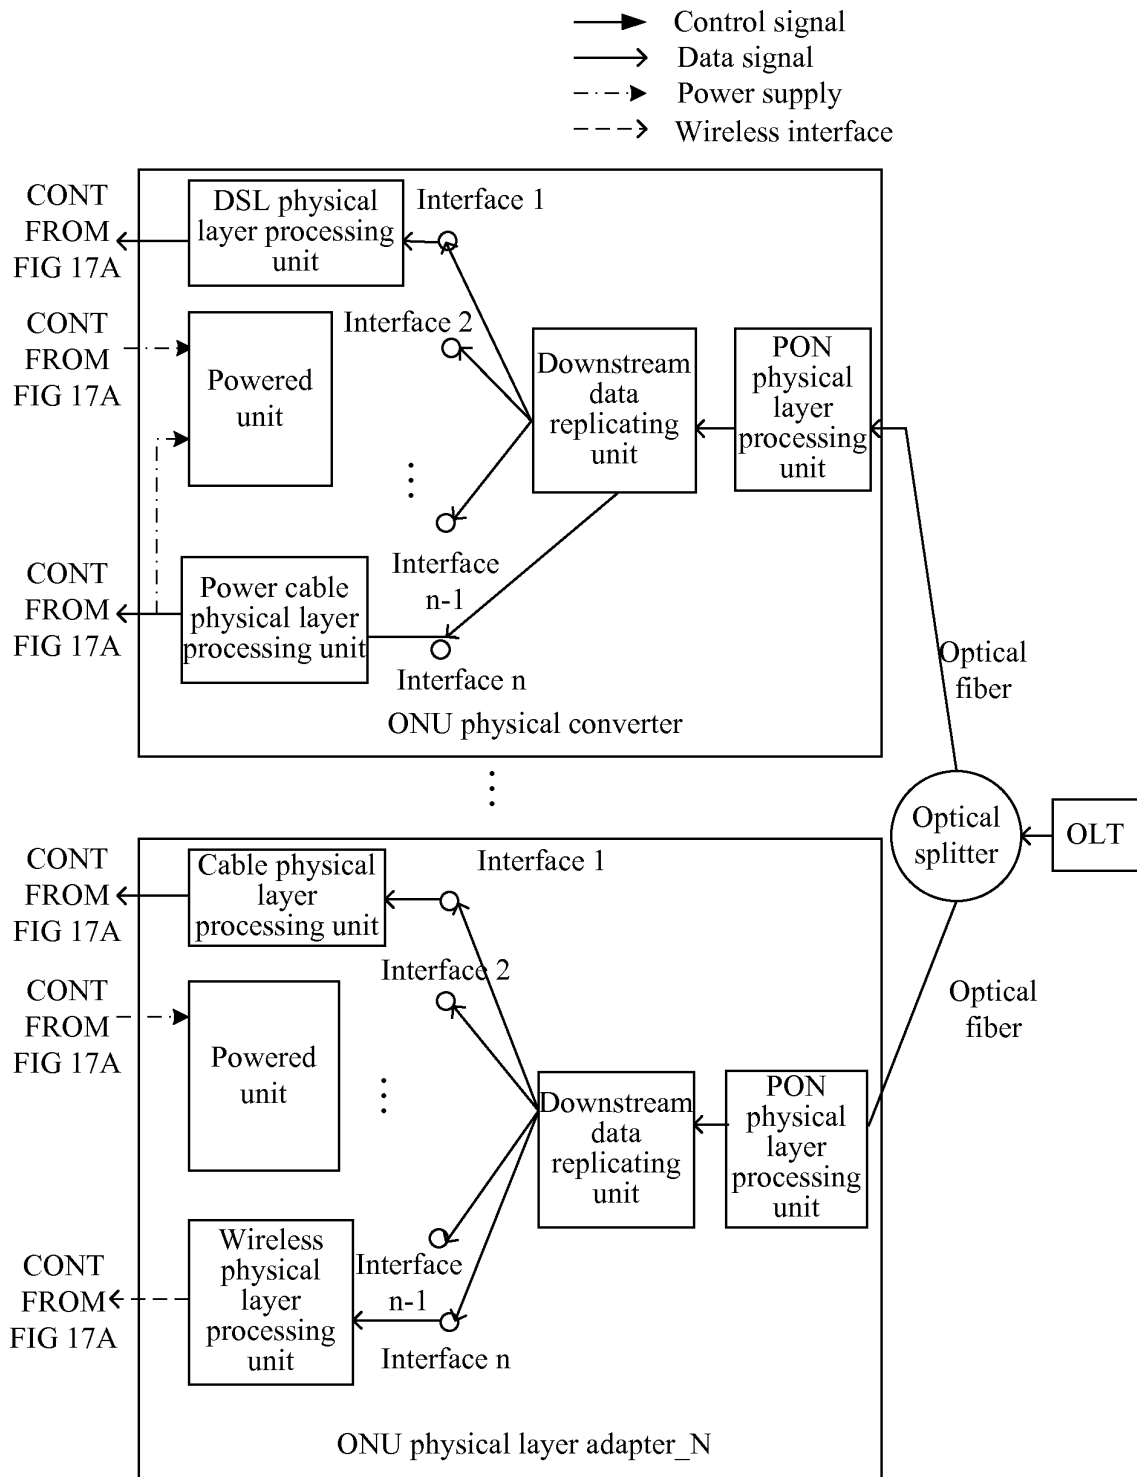 Control signal
Data signal
Power supply
Wireless interface
CONT
FROM
FIG 17A
DSL physical
layer processing
unit
Interface 1
CONT
FROM
FIG 17A
Powered
unit
Interface 2
Downstream
data
replicating
unit
PON
physical
layer
processing
unit
CONT
FROM
FIG 17A
Power cable
physical layer
processing unit
Interface
n-1
Interface n
ONU physical converter
Optical
fiber
Optical
splitter
OLT
CONT
FROM
FIG 17A
Cable physical
layer
processing unit
Interface 1
CONT
FROM
FIG 17A
Powered
unit
Interface 2
Downstream
data
replicating
unit
PON
physical
layer
processing
unit
Optical
fiber
CONT
FROM
FIG 17A
Wireless
physical
layer
processing
unit
Interface
n-1
Interface n
ONU physical layer adapter_N